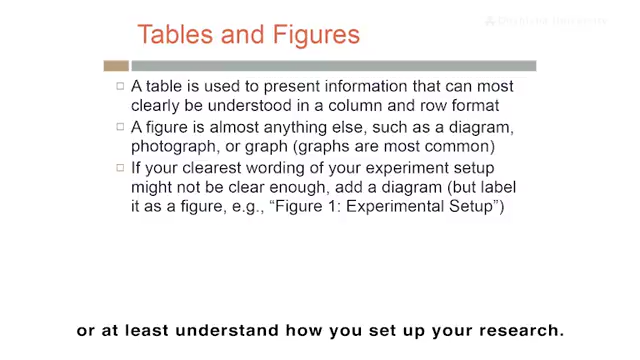 Tables and Figures
A table is used to present information that can most
clearly be understood in a column and row format
A figure is almost anything else, such as a diagram,
photograph, or graph (graphs are most common)
If your clearest wording of your experiment setup
might not be clear enough, add a diagram (but label
it as a figure, e.g., “Figure 1: Experimental Setup”)
or at least understand how you set up your research.